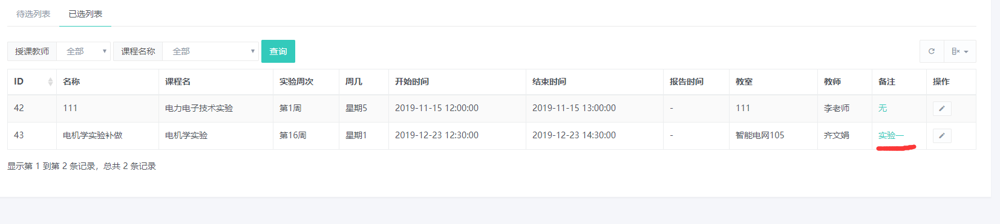 待选列表 已选列表
授课教师 全部 课程名称 全部 查询
ID 名称 课程名 实验周次 周几 开始时间 结束时间 报告时间 教室 教师 备注 操作
42 111 电力电子技术实验 第1周 星期5 2019-11-15 12:00:00 2019-11-15 13:00:00 - 111 李老师 无
43 电机学实验补做 电机学实验 第16周 星期1 2019-12-23 12:30:00 2019-12-23 14:30:00 - 智能电网105 齐文娟 实验一
显示第 1 到第 2 条记录，总共 2 条记录